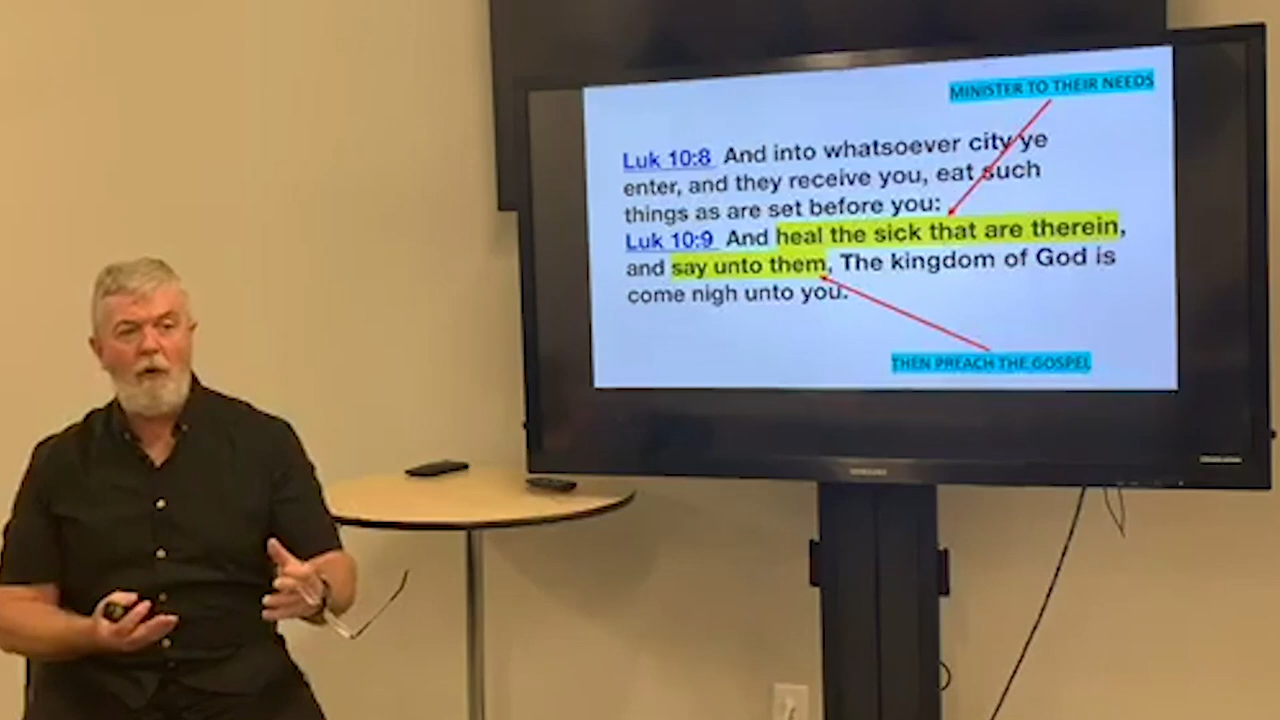 MINISTER TO THEIR NEEDS
Luk 10:8 And into whatsoever city ye
enter, and they receive you, eat such
things as are set before you:
Luk 10:9 And heal the sick that are therein,
and say unto them, The kingdom of God is
come nigh unto you.
THEN PREACH THE GOSPEL
SAMSUNG